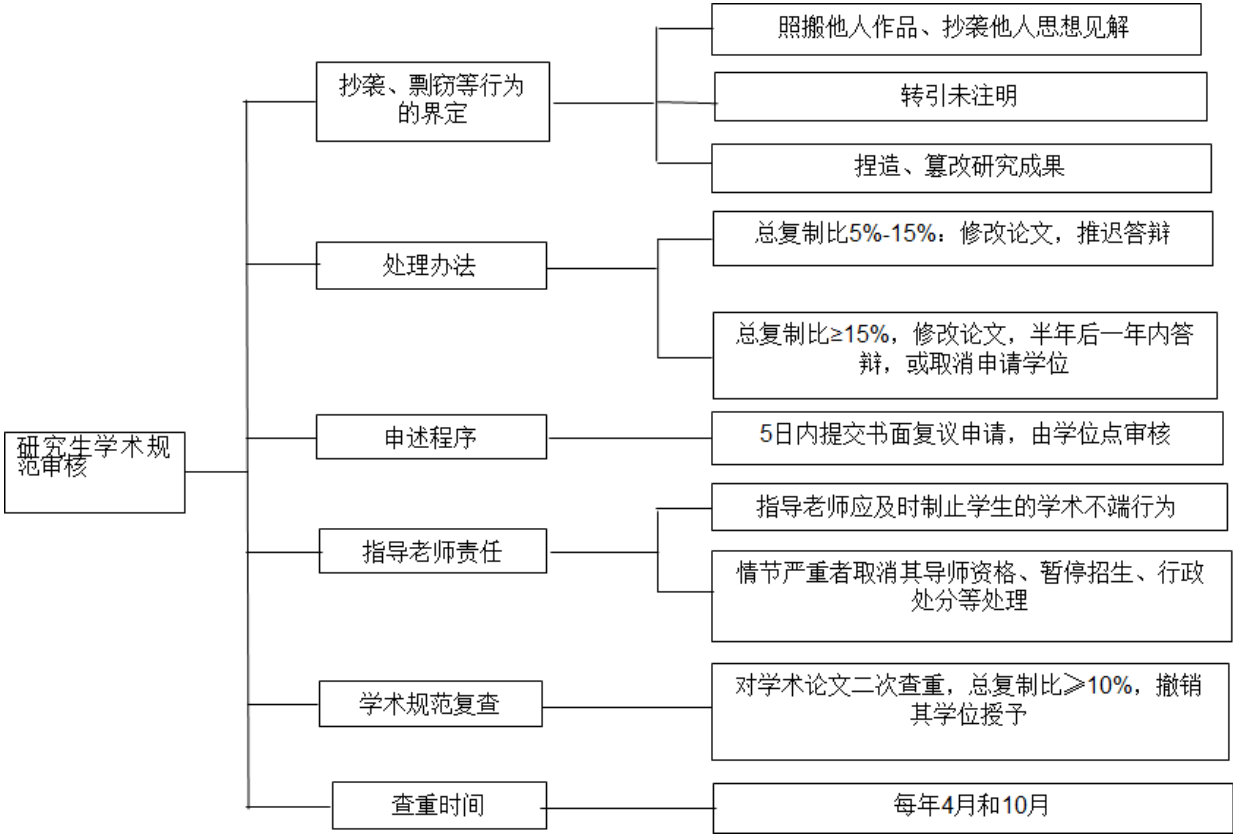 研究生学术规
范审核
抄袭、剽窃等行为
的界定
照搬他人作品、抄袭他人思想见解
转引未注明
捏造、篡改研究成果
处理办法
总复制比5%-15%：修改论文，推迟答辩
总复制比≥15%，修改论文，半年后一年内答
辩，或取消申请学位
申述程序
5日内提交书面复议申请，由学位点审核
指导老师责任
指导老师应及时制止学生的学术不端行为
情节严重者取消其导师资格、暂停招生、行政
处分等处理
学术规范复查
对学术论文二次查重，总复制比⩾10%，撤销
其学位授予
查重时间
每年4月和10月